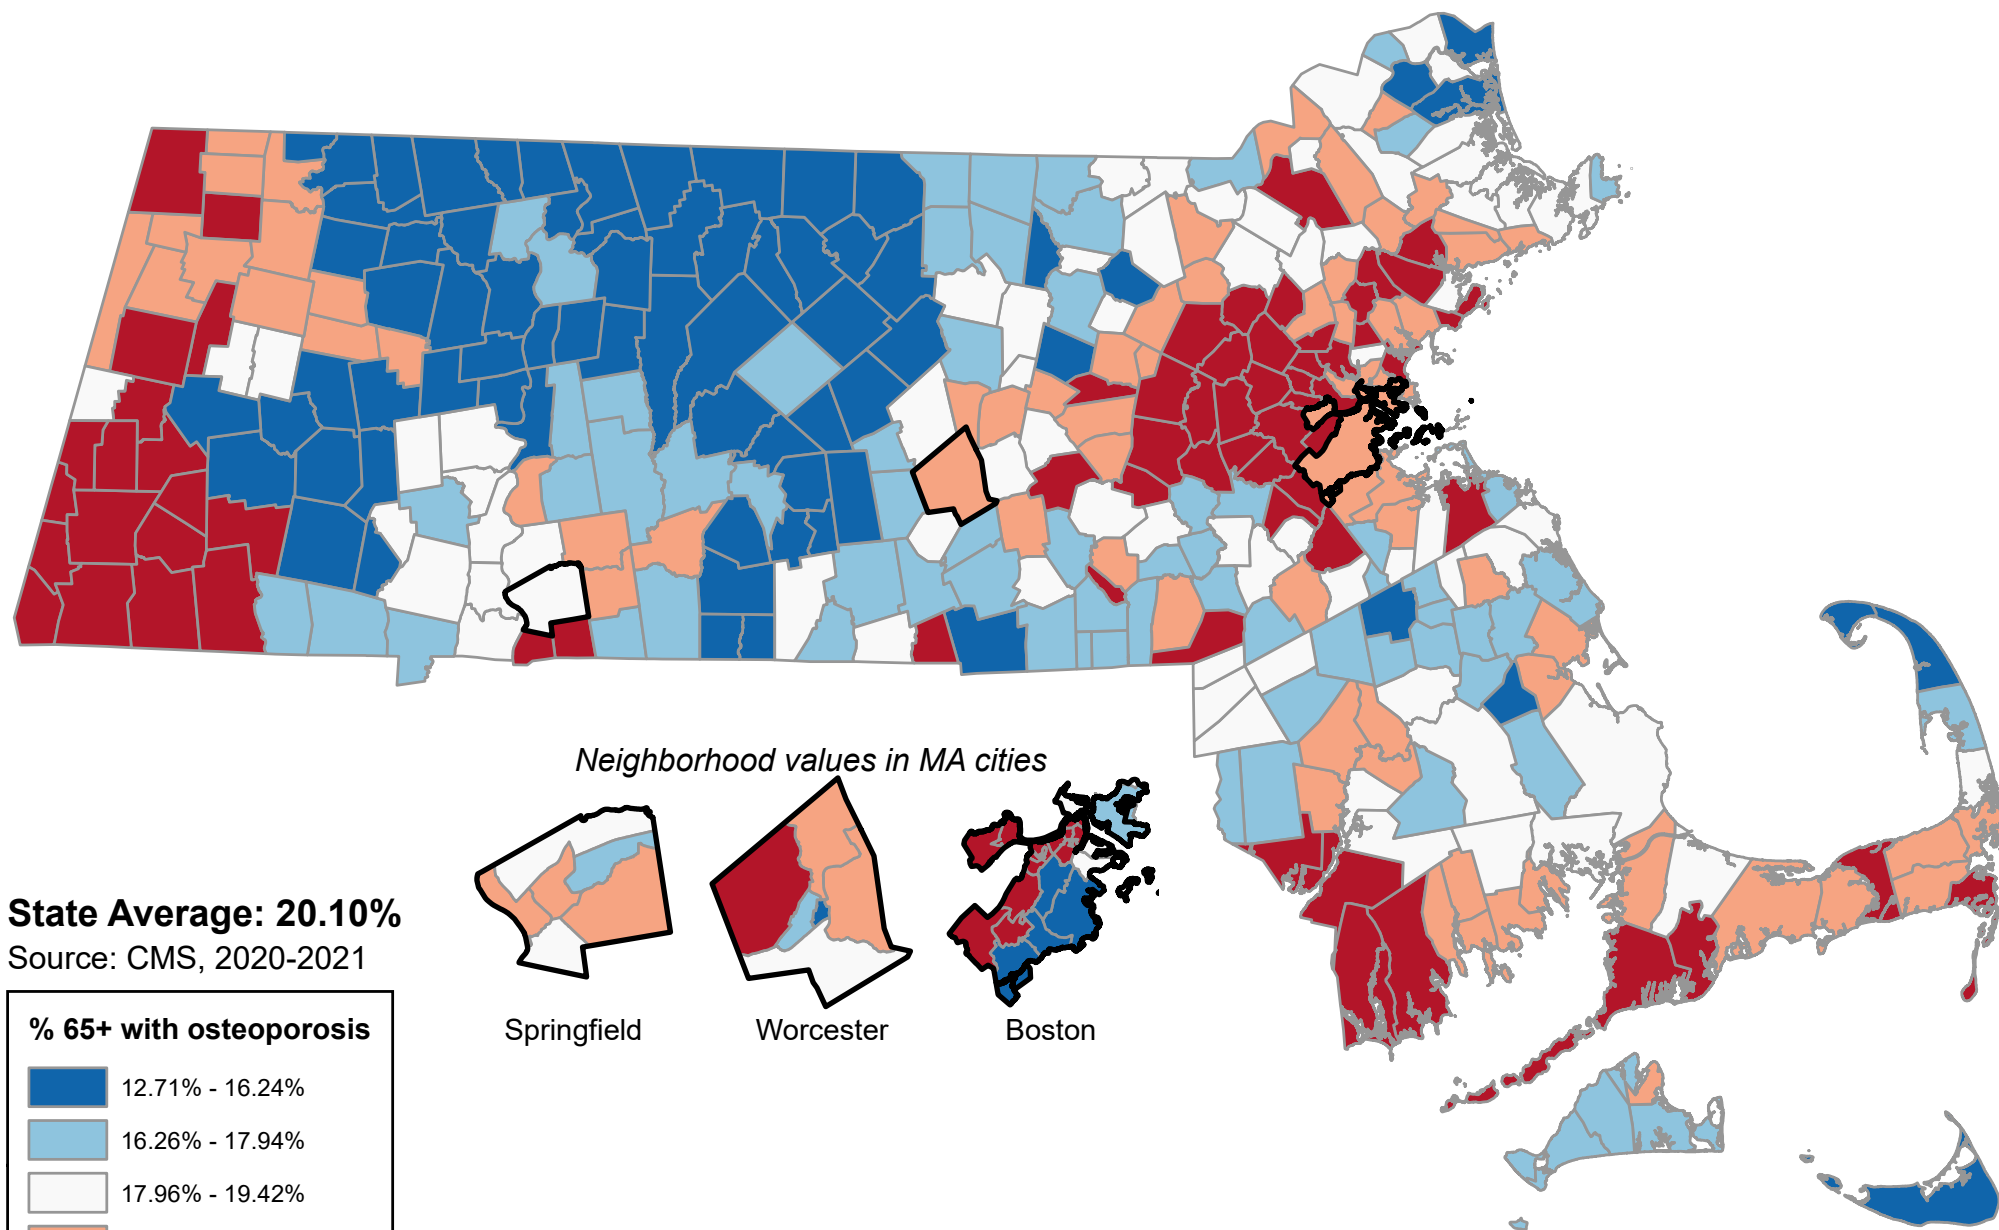 Neighborhood values in MA cities
State Average: 20.10%
Source: CMS, 2020-2021
Springfield
Worcester
Boston
% 65+ with osteoporosis
12.71% - 16.24%
16.26% - 17.94%
17.96% - 19.42%